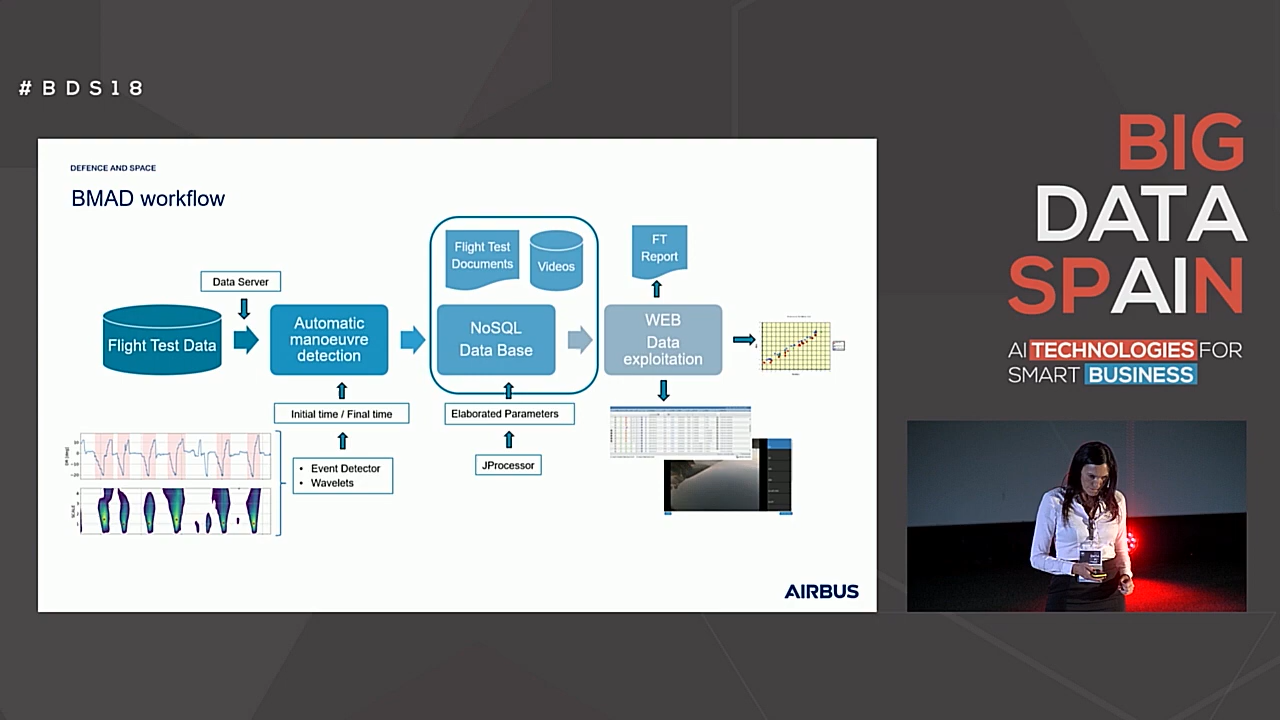 #BDS18
DEFENCE AND SPACE
BMAD workflow
Flight Test
Documents
Videos
FT
Report
Data Server
Flight Test Data
Automatic
manoeuvre
detection
NoSQL
Data Base
WEB
Data
exploitation
Initial time / Final time
Elaborated Parameters
• Event Detector
• Wavelets
JProcessor
SCALE
AIRBUS
BIG
DATA
SPAIN
AI TECHNOLOGIES FOR
SMART BUSINESS